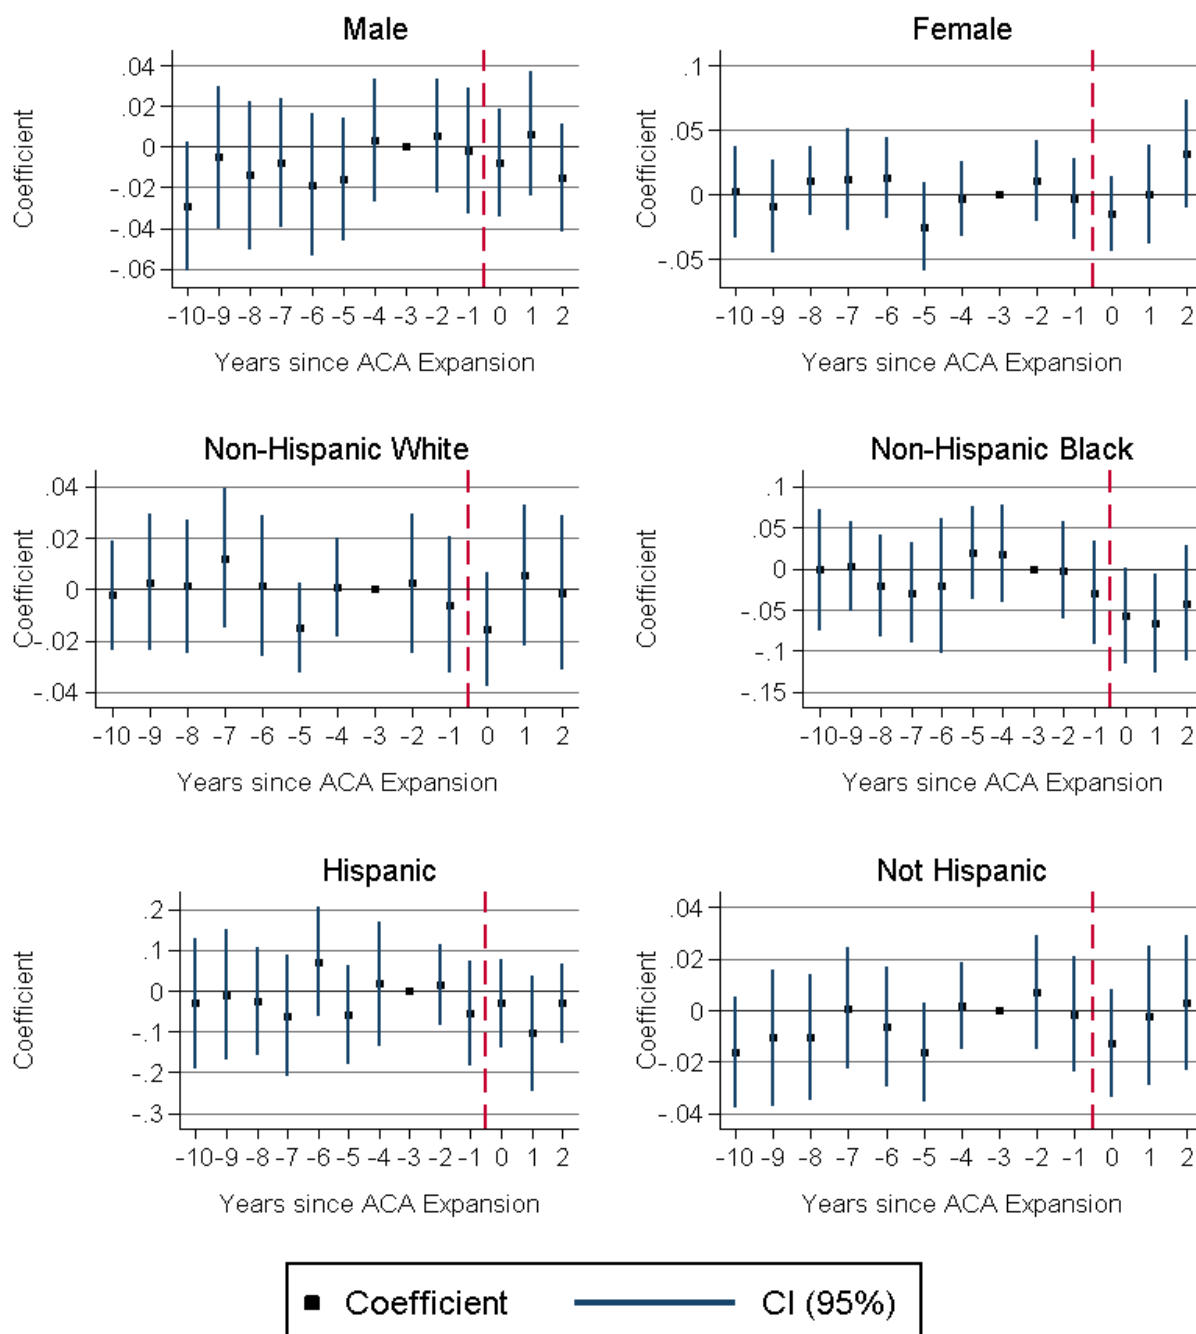 Male
Coefficient
.04
.02
0
-.02
-.04
-.06
-10 -9 -8 -7 -6 -5 -4 -3 -2 -1 0 1 2
Years since ACA Expansion
Female
Coefficient
.1
.05
0
-.05
-10 -9 -8 -7 -6 -5 -4 -3 -2 -1 0 1 2
Years since ACA Expansion
Non-Hispanic White
Coefficient
.04
.02
0
-.02
-.04
-10 -9 -8 -7 -6 -5 -4 -3 -2 -1 0 1 2
Years since ACA Expansion
Non-Hispanic Black
Coefficient
.1
.05
0
-.05
-.1
-.15
-10 -9 -8 -7 -6 -5 -4 -3 -2 -1 0 1 2
Years since ACA Expansion
Hispanic
Coefficient
.2
.1
0
-.1
-.2
-.3
-10 -9 -8 -7 -6 -5 -4 -3 -2 -1 0 1 2
Years since ACA Expansion
Not Hispanic
Coefficient
.04
.02
0
-.02
-.04
-10 -9 -8 -7 -6 -5 -4 -3 -2 -1 0 1 2
Years since ACA Expansion
Coefficient CI (95%)